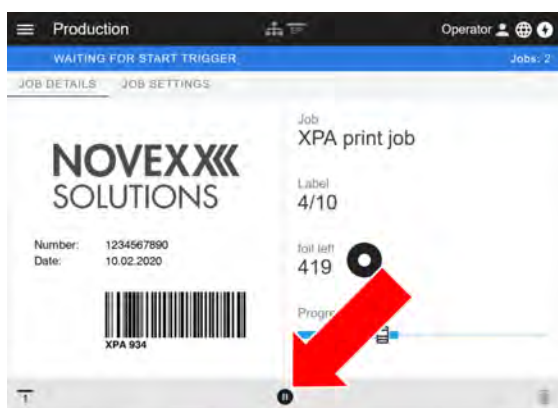 Production
Operator
WAITING FOR START TRIGGER
Jobs: 2
JOB DETAILS
JOB SETTINGS
NOVEXX
SOLUTIONS
Number: 1234567890
Date: 10.02.2020
XPA 934
Job
XPA print job
Label
4/10
foil left
419
1